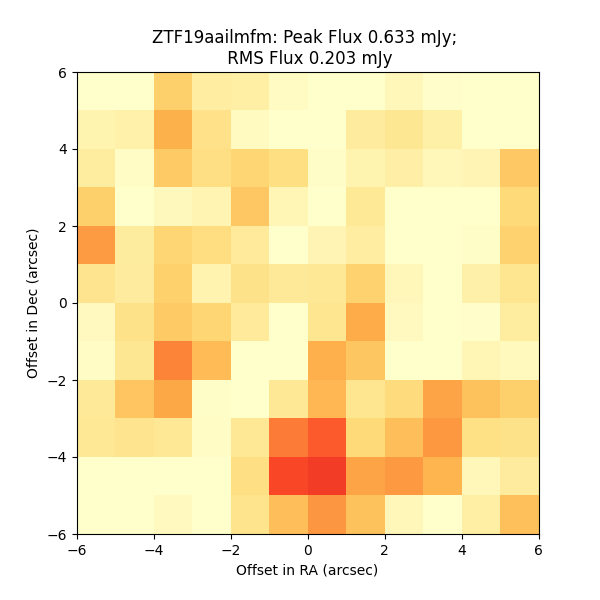 ZTF19aailmfm: Peak Flux 0.633 mJy;
RMS Flux 0.203 mJy
6
4
2
0
−2
−4
−6
Offset in Dec (arcsec)
−6 −4 −2 0 2 4 6
Offset in RA (arcsec)